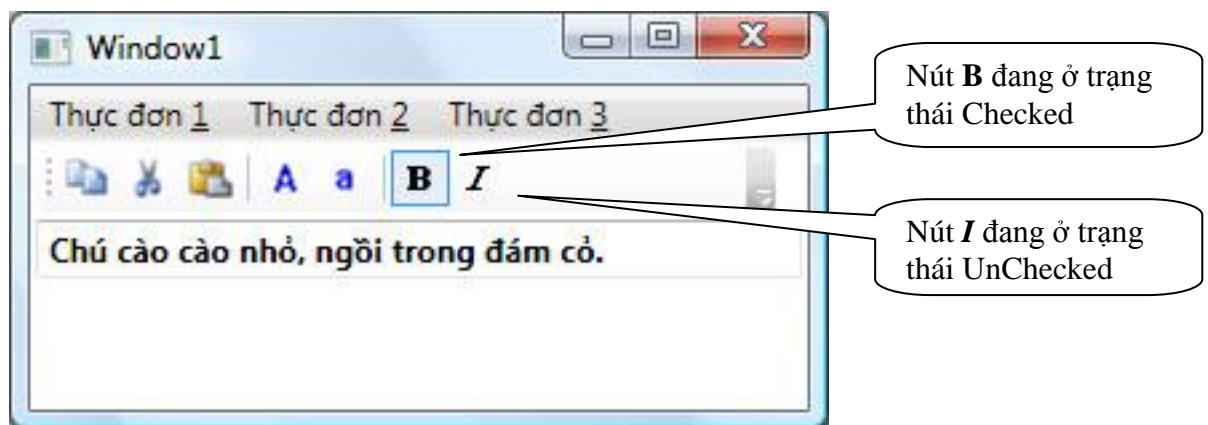 Window1
Thực đơn 1 Thực đơn 2 Thực đơn 3
A a B I
Chú cào cào nhỏ, ngồi trong đám cỏ.
Nút B đang ở trạng
thái Checked
Nút I đang ở trạng
thái UnChecked